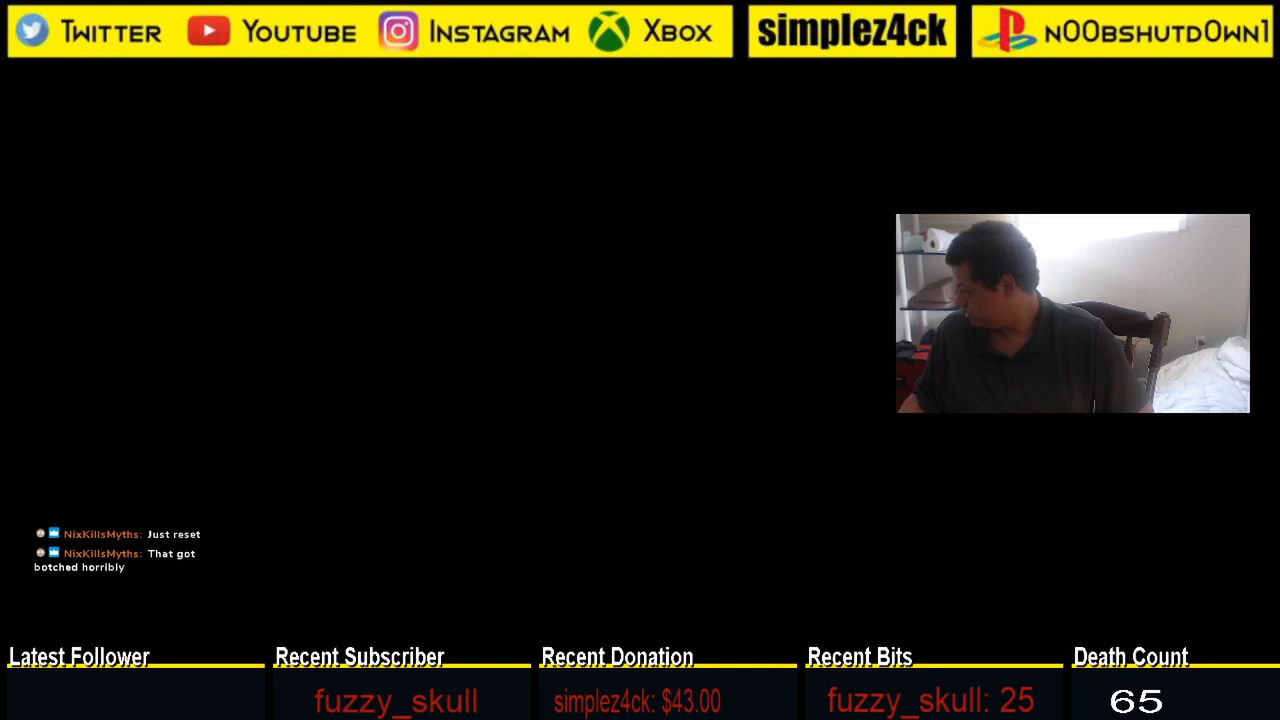 Twitter Youtube Instagram Xbox simplez4ck n00bshutd0wn1
NixKillsMyths: Just reset
NixKillsMyths: That got
botched horribly
Latest Follower Recent Subscriber Recent Donation Recent Bits Death Count
fuzzy_skull simplez4ck: $43.00 fuzzy_skull: 25 65